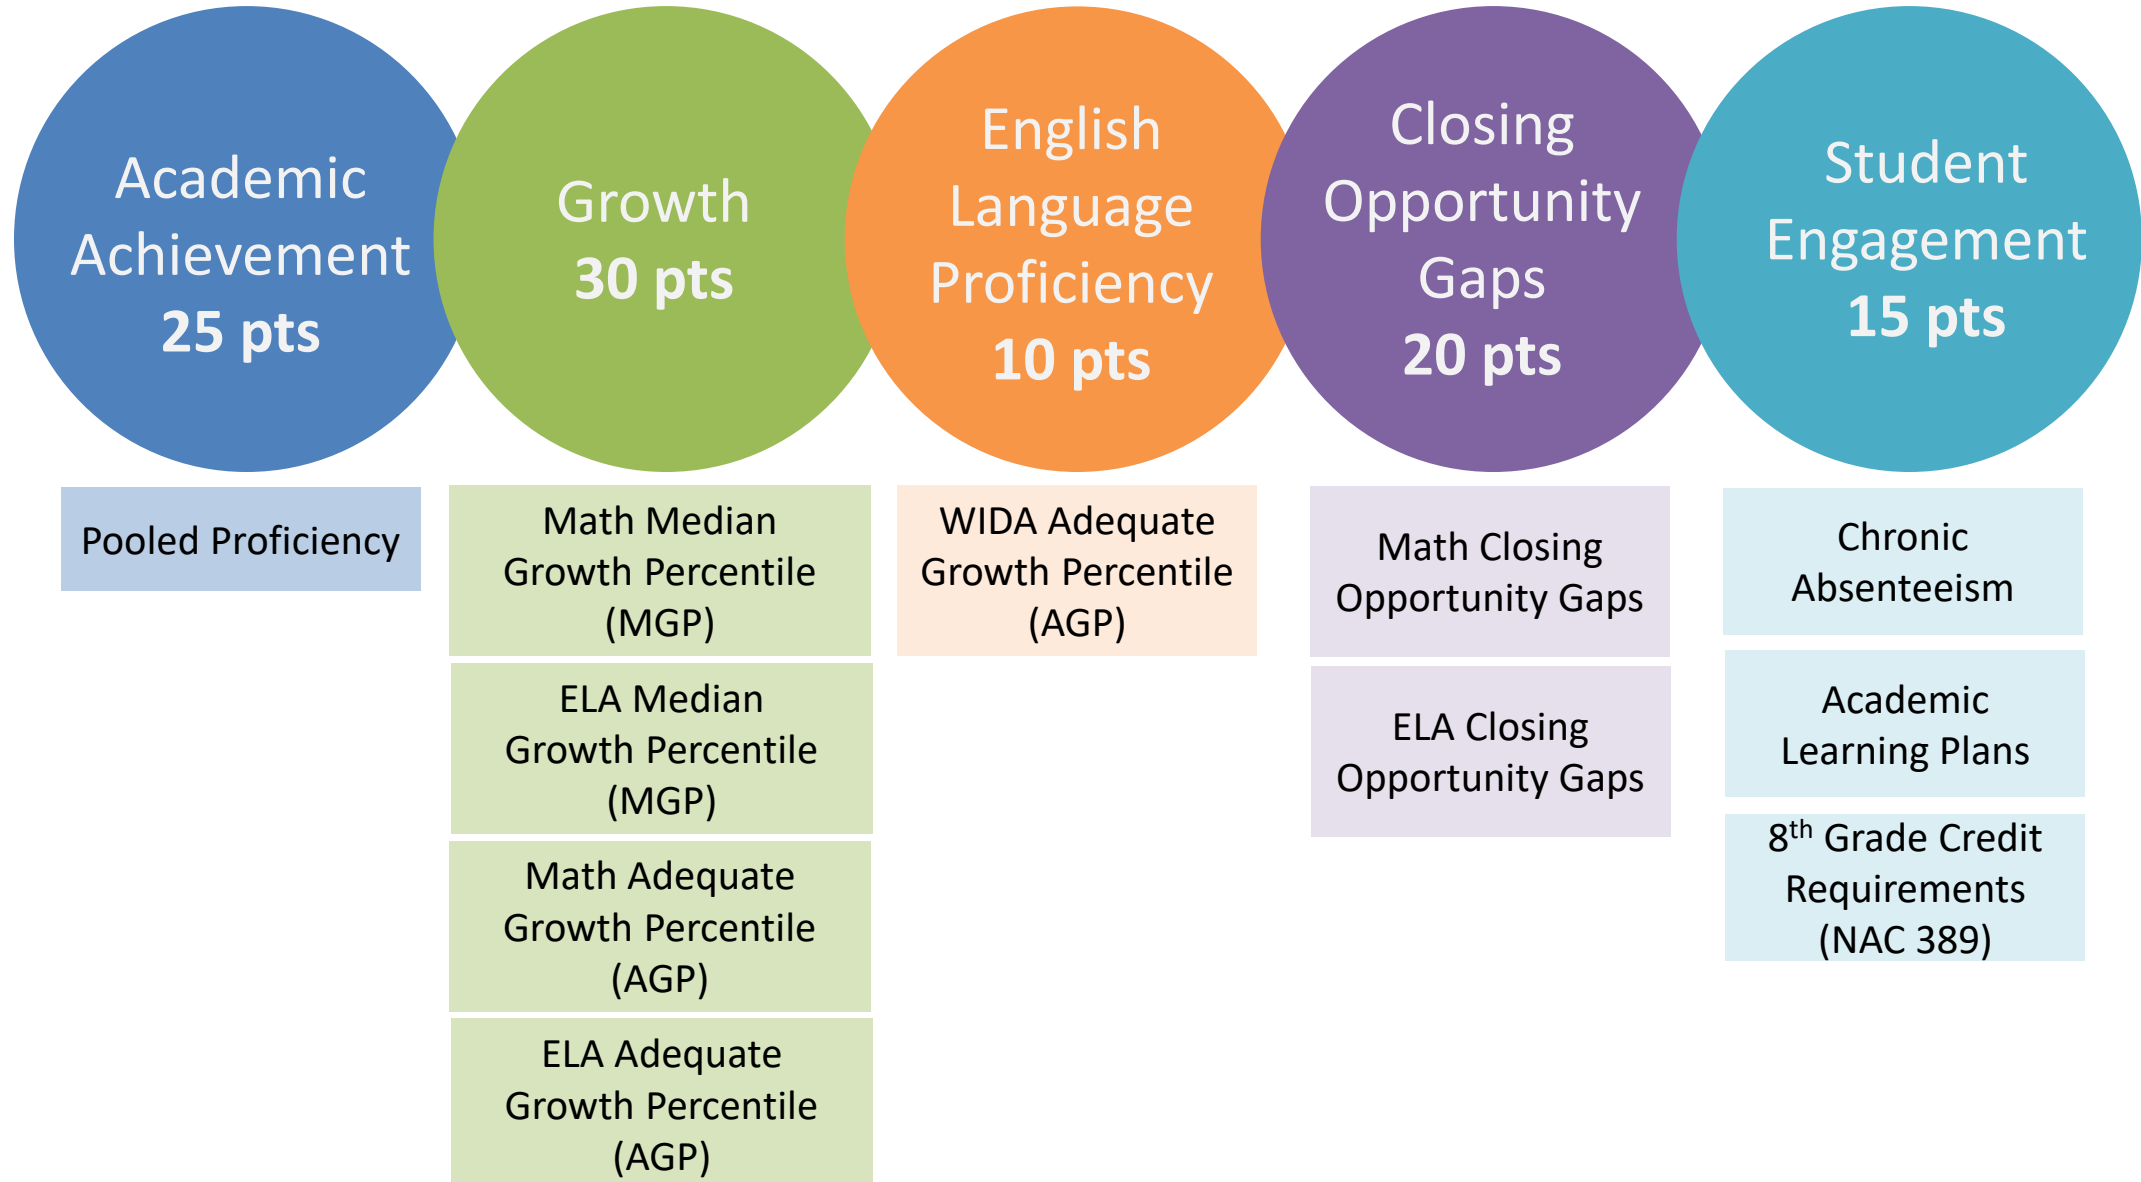 Academic
Achievement
25 pts
Growth
30 pts
English
Language
Proficiency
10 pts
Closing
Opportunity
Gaps
20 pts
Student
Engagement
15 pts
Pooled Proficiency
Math Median
Growth Percentile
(MGP)
ELA Median
Growth Percentile
(MGP)
Math Adequate
Growth Percentile
(AGP)
ELA Adequate
Growth Percentile
(AGP)
WIDA Adequate
Growth Percentile
(AGP)
Math Closing
Opportunity Gaps
ELA Closing
Opportunity Gaps
Chronic
Absenteeism
Academic
Learning Plans
8th Grade Credit
Requirements
(NAC 389)